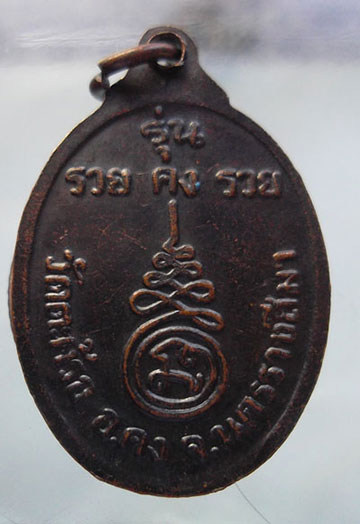 รุ่น
รวย คง รวย
อ.คง จ.นครราชสีมา